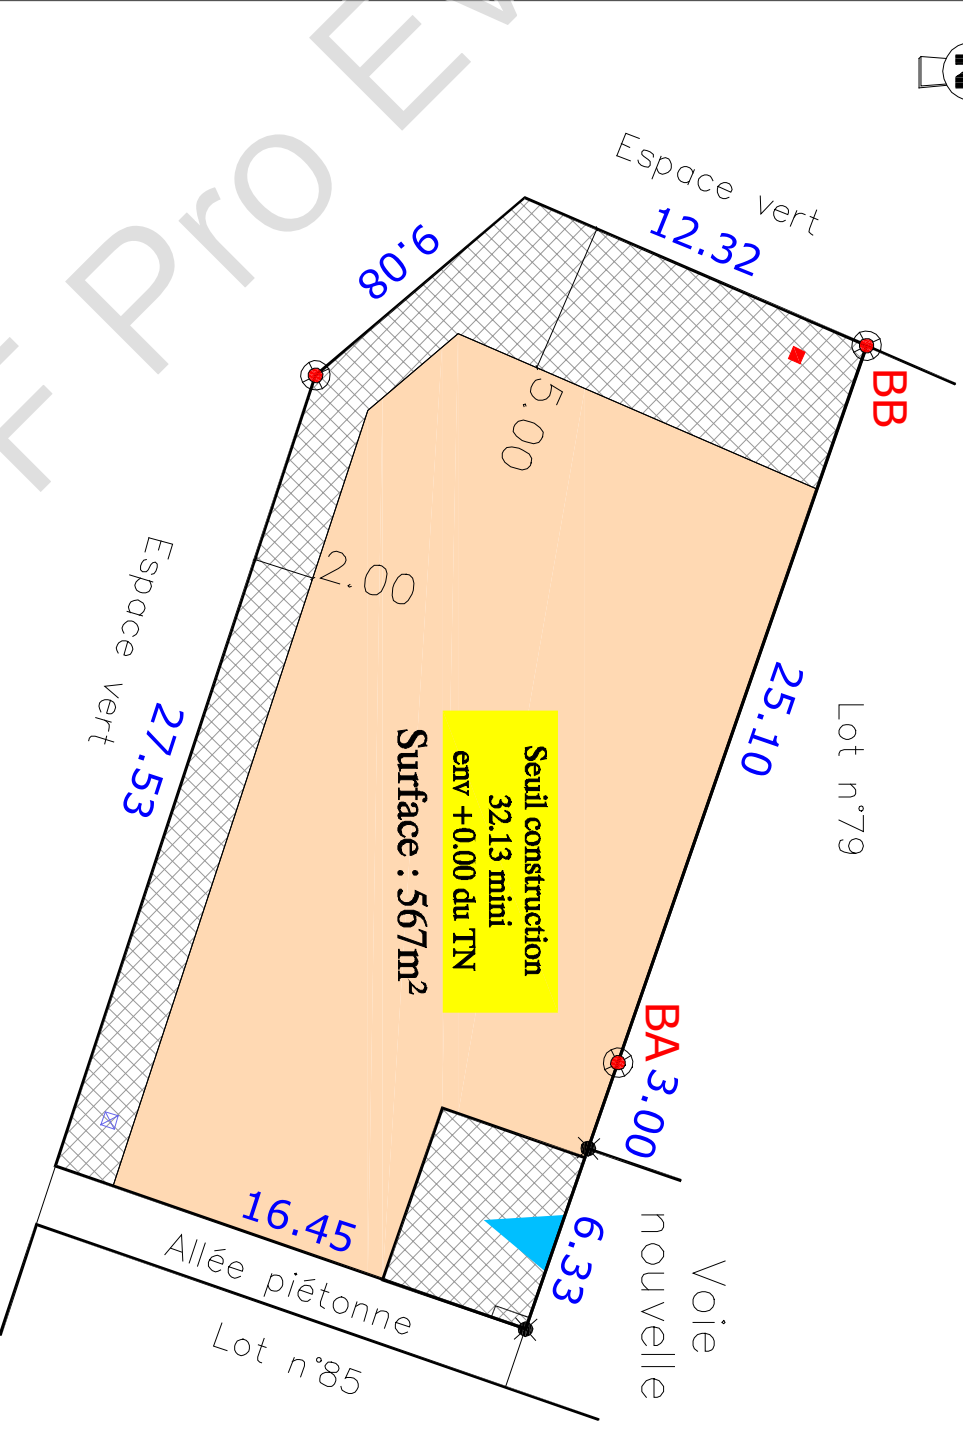 F Pro Ev
Espace vert
12.32
9.08
BB
5.00
2.00
Espace vert
27.53
25.10
Lot n°79
Seuil construction
32.13 mini
env +0.00 du TN
Surface : 567m²
BA
3.00
6.33
Voie
nouvelle
16.45
Allée piétonne
Lot n°85